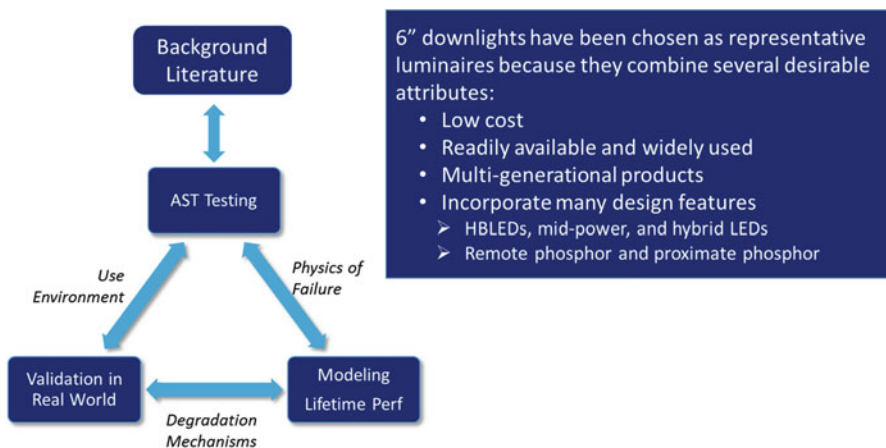 Background
Literature
AST Testing
Use
Environment
Physics of
Failure
Validation in
Real World
Modeling
Lifetime Perf
Degradation
Mechanisms
6” downlights have been chosen as representative
luminaires because they combine several desirable
attributes:
• Low cost
• Readily available and widely used
• Multi-generational products
• Incorporate many design features
➢ HBLEDs, mid-power, and hybrid LEDs
➢ Remote phosphor and proximate phosphor